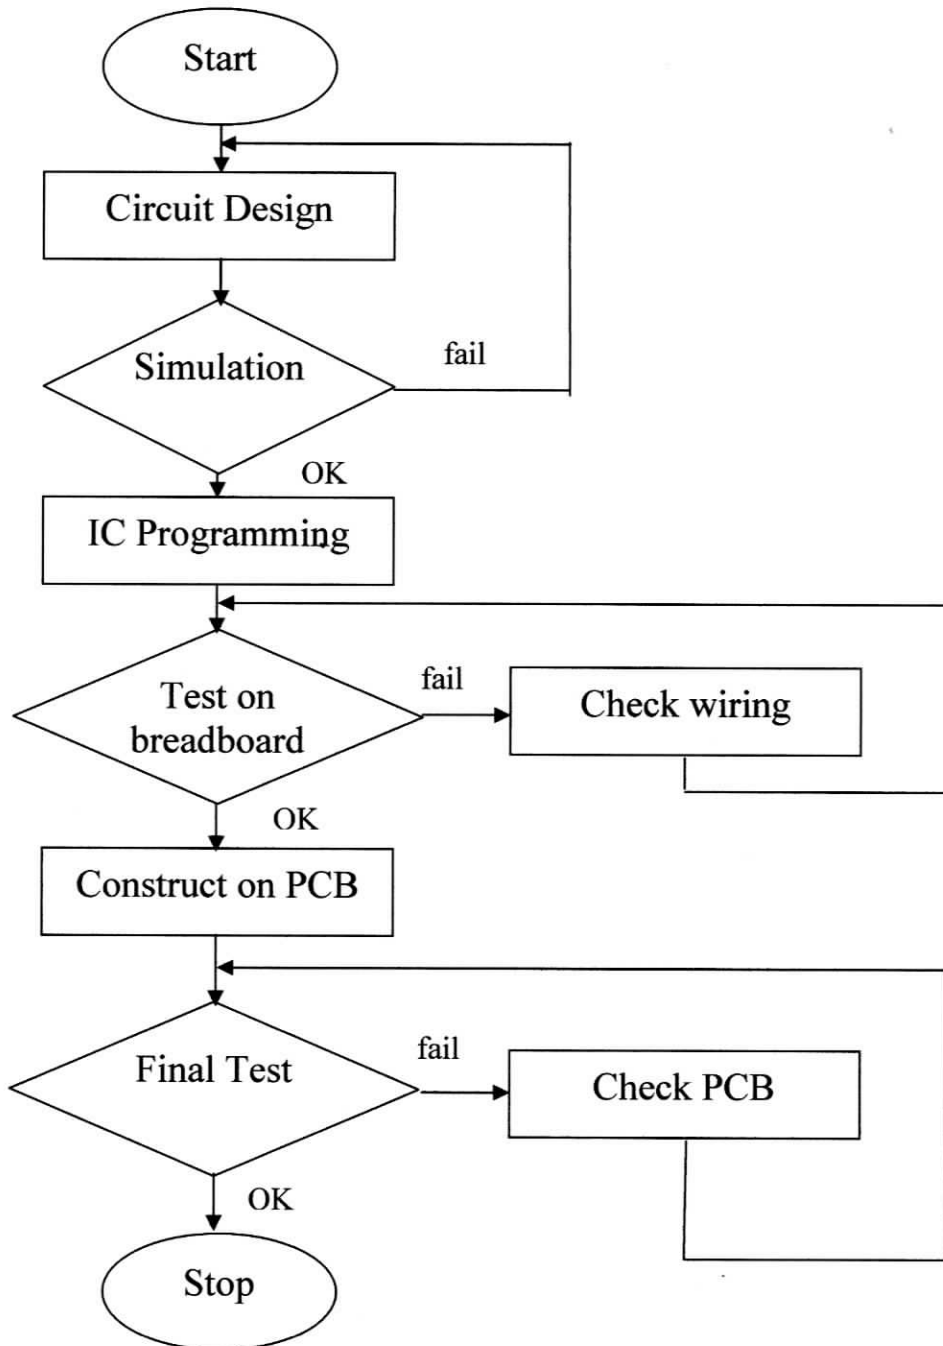 Start
Circuit Design
Simulation
fail
OK
IC Programming
Test on
breadboard
fail
Check wiring
OK
Construct on PCB
Final Test
fail
Check PCB
OK
Stop